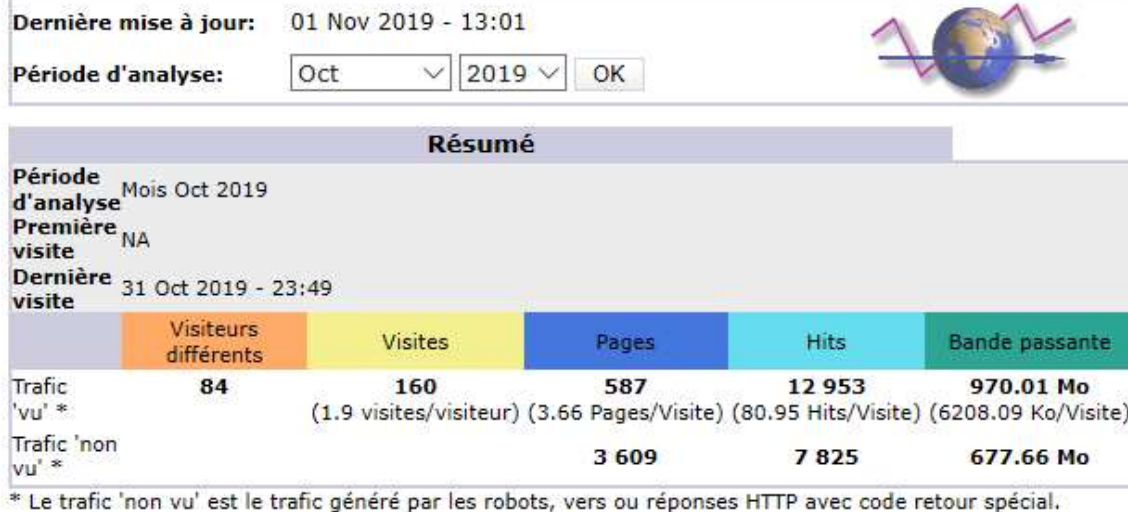 Dernière mise à jour: 01 Nov 2019 - 13:01
Période d'analyse: Oct 2019 OK
Résumé
Période d'analyse Mois Oct 2019
Première visite NA
Dernière visite 31 Oct 2019 - 23:49
Visiteurs différents Visites Pages Hits Bande passante
Trafic 'vu' * 84 160 587 12 953 970.01 Mo
(1.9 visites/visiteur) (3.66 Pages/Visite) (80.95 Hits/Visite) (6208.09 Ko/Visite)
Trafic 'non vu' * 3 609 7 825 677.66 Mo
* Le trafic 'non vu' est le trafic généré par les robots, vers ou réponses HTTP avec code retour spécial.